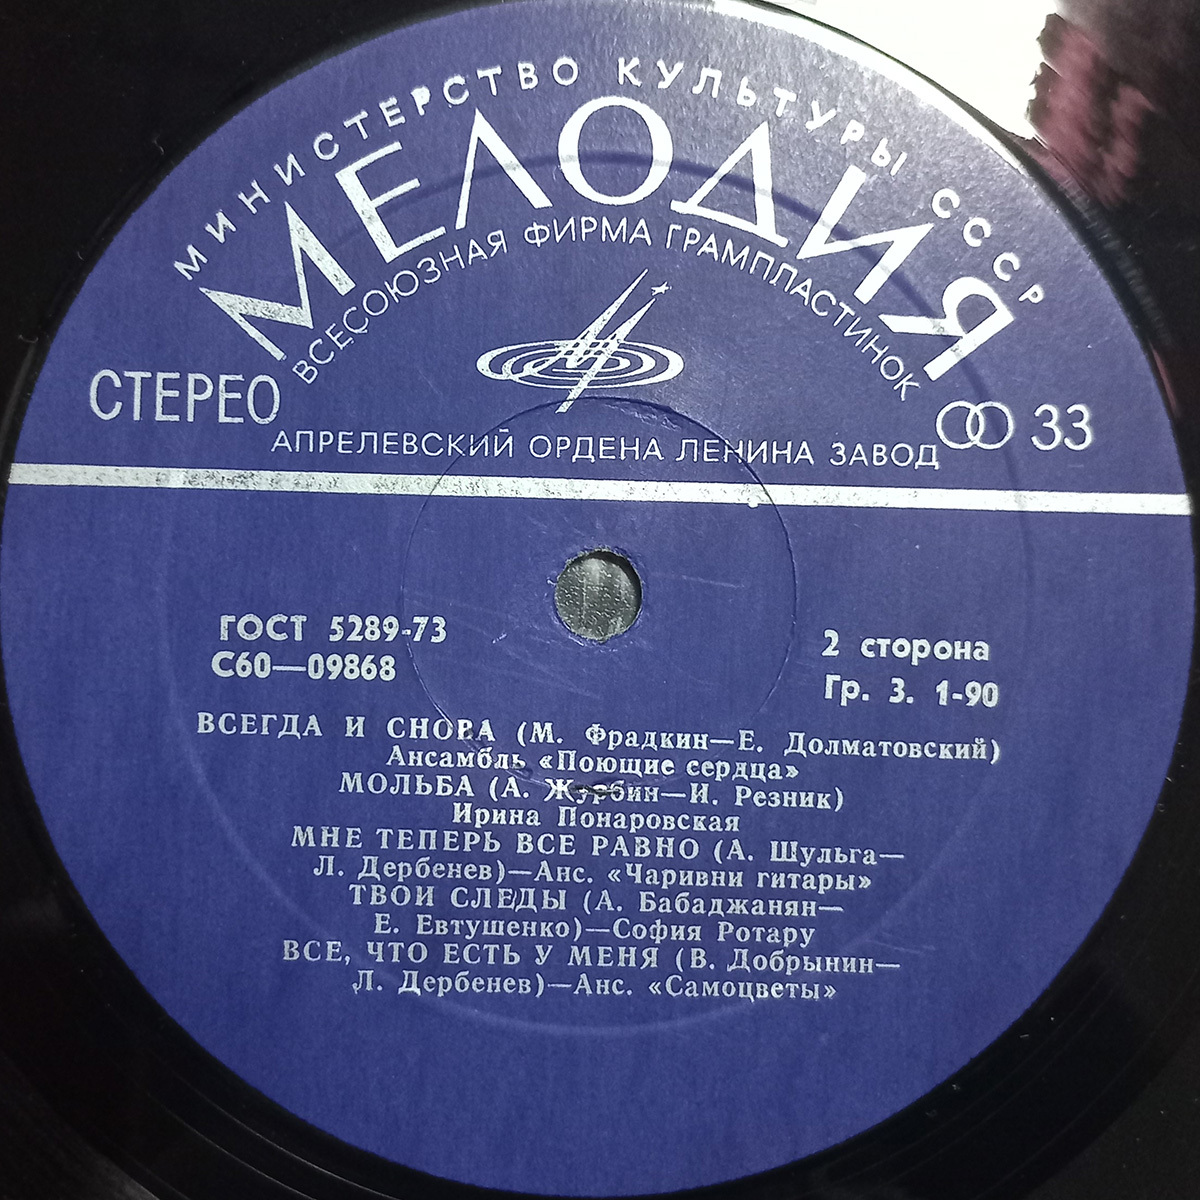 МИНИСТЕРСТВО КУЛЬТУРЫ СССР
МЕЛОДИЯ
ВСЕСОЮЗНАЯ ФИРМА ГРАМПЛАСТИНОК
СТЕРЕО
33
АПРЕЛЕВСКИЙ ОРДЕНА ЛЕНИНА ЗАВОД
ГОСТ 5289-73
С60—09868
2 сторона
Гр. 3. 1-90
ВСЕГДА И СНОВА (М. Фрадкин—Е. Долматовский)
Ансамбль «Поющие сердца»
МОЛЬБА (А. Журбин—И. Резник)
Ирина Понаровская
МНЕ ТЕПЕРЬ ВСЕ РАВНО (А. Шульга—
Л. Дербенев)—Анс. «Чаривни гитары»
ТВОИ СЛЕДЫ (А. Бабаджанян—
Е. Евтушенко)—София Ротару
ВСЕ, ЧТО ЕСТЬ У МЕНЯ (В. Добрынин—
Л. Дербенев)—Анс. «Самоцветы»